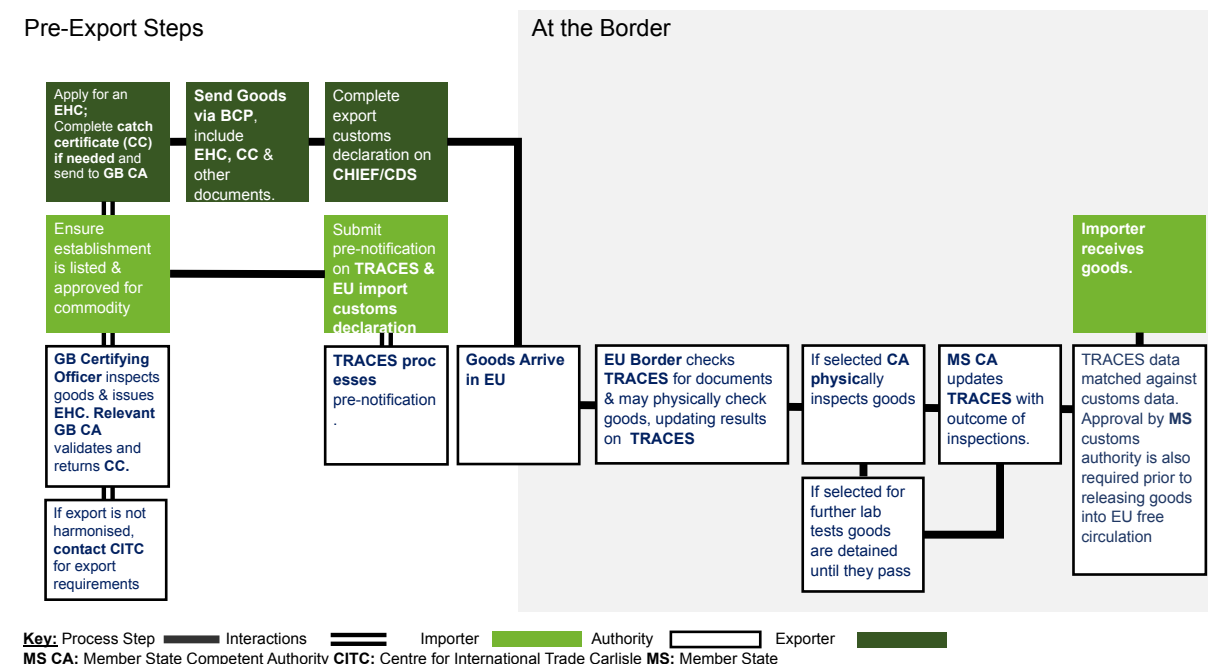 Pre-Export Steps
At the Border
Apply for an
EHC;
Complete catch
certificate (CC)
if needed and
send to GB CA
Send Goods
via BCP,
include
EHC, CC &
other
documents.
Complete
export
customs
declaration on
CHIEF/CDS
Ensure
establishment
is listed &
approved for
commodity
Submit
pre-notification
on TRACES &
EU import
customs
declaration
Importer
receives
goods.
GB Certifying
Officer inspects
goods & issues
EHC. Relevant
GB CA
validates and
returns CC.
TRACES proc
esses
pre-notification
.
Goods Arrive
in EU
EU Border checks
TRACES for documents
& may physically check
goods, updating results
on TRACES
If selected CA
physically
inspects goods
MS CA
updates
TRACES with
outcome of
inspections.
TRACES data
matched against
customs data.
Approval by MS
customs
authority is also
required prior to
releasing goods
into EU free
circulation
If export is not
harmonised,
contact CITC
for export
requirements
If selected for
further lab
tests goods
are detained
until they pass
Key: Process Step Interactions Importer Authority Exporter
MS CA: Member State Competent Authority CITC: Centre for International Trade Carlisle MS: Member State